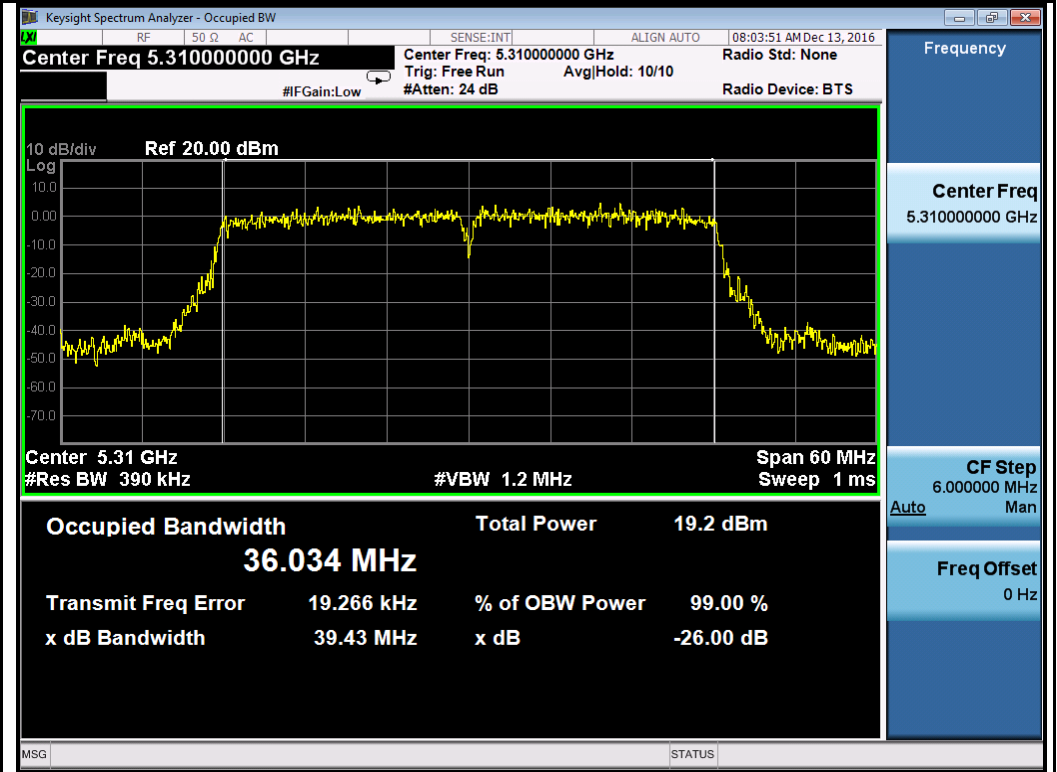 Keysight Spectrum Analyzer - Occupied BW
LXI RF 50 Ω AC SENSE:INT ALIGN AUTO 08:03:51 AM Dec 13, 2016
Center Freq 5.310000000 GHz
#IFGain:Low
Center Freq: 5.310000000 GHz
Trig: Free Run Avg|Hold: 10/10
#Atten: 24 dB
Radio Std: None
Radio Device: BTS
10 dB/div Ref 20.00 dBm
Log
10.0
0.00
-10.0
-20.0
-30.0
-40.0
-50.0
-60.0
-70.0
Center 5.31 GHz Span 60 MHz
#Res BW 390 kHz #VBW 1.2 MHz Sweep 1 ms
Occupied Bandwidth Total Power 19.2 dBm
36.034 MHz
Transmit Freq Error 19.266 kHz % of OBW Power 99.00 %
x dB Bandwidth 39.43 MHz x dB -26.00 dB
Frequency
Center Freq
5.310000000 GHz
CF Step
6.000000 MHz
Auto Man
Freq Offset
0 Hz
MSG STATUS